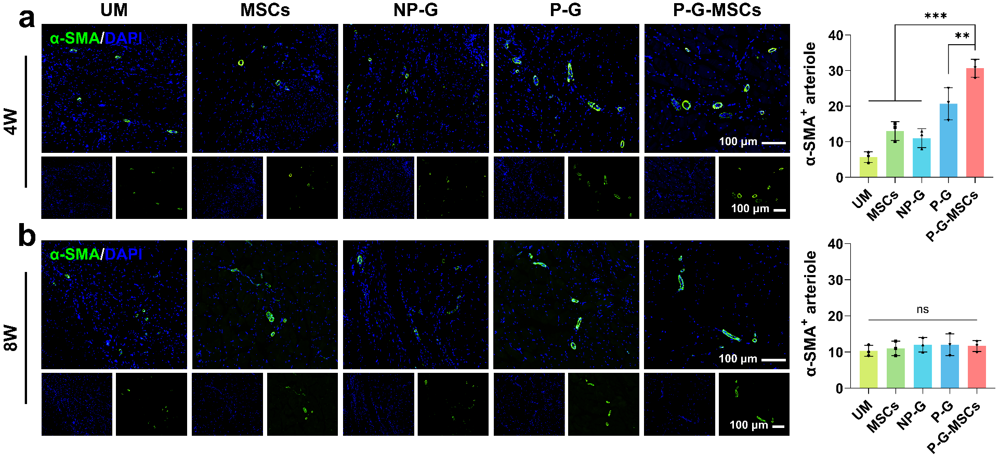 UM MSCs NP-G P-G P-G-MSCs
a
α-SMA/DAPI
4W
100 µm
100 µm
***
**
α-SMA+ arteriole
40
30
20
10
0
UM
MSCs
NP-G
P-G
P-G-MSCs
b
α-SMA/DAPI
8W
100 µm
100 µm
ns
α-SMA+ arteriole
40
30
20
10
0
UM
MSCs
NP-G
P-G
P-G-MSCs